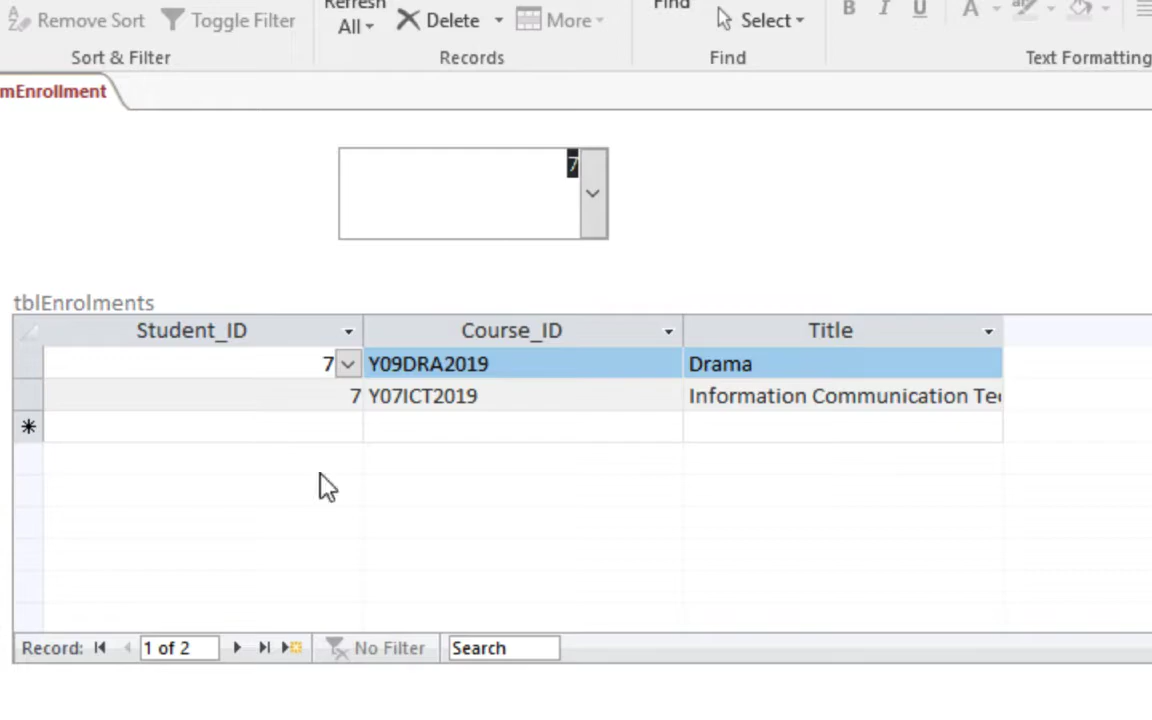 Refresh Find B I U A
Remove Sort Toggle Filter All Delete More Select
Sort & Filter Records Find Text Formatting
mEnrollment
7
tblEnrolments
Student_ID Course_ID Title
7 Y09DRA2019 Drama
7 Y07ICT2019 Information Communication Te
*
Record: 1 of 2 No Filter Search